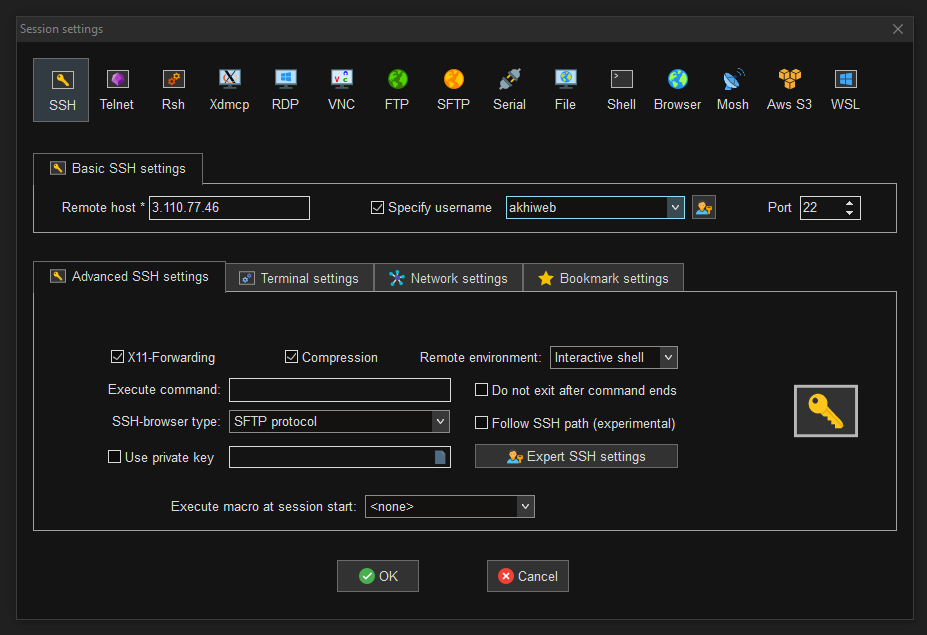 Session settings
SSH Telnet Rsh Xdmcp RDP VNC FTP SFTP Serial File Shell Browser Mosh Aws S3 WSL
Basic SSH settings
Remote host * 3.110.77.46 Specify username akhiweb Port 22
Advanced SSH settings Terminal settings Network settings Bookmark settings
X11-Forwarding Compression Remote environment: Interactive shell
Execute command: Do not exit after command ends
SSH-browser type: SFTP protocol Follow SSH path (experimental)
Use private key Expert SSH settings
Execute macro at session start: <none>
OK Cancel